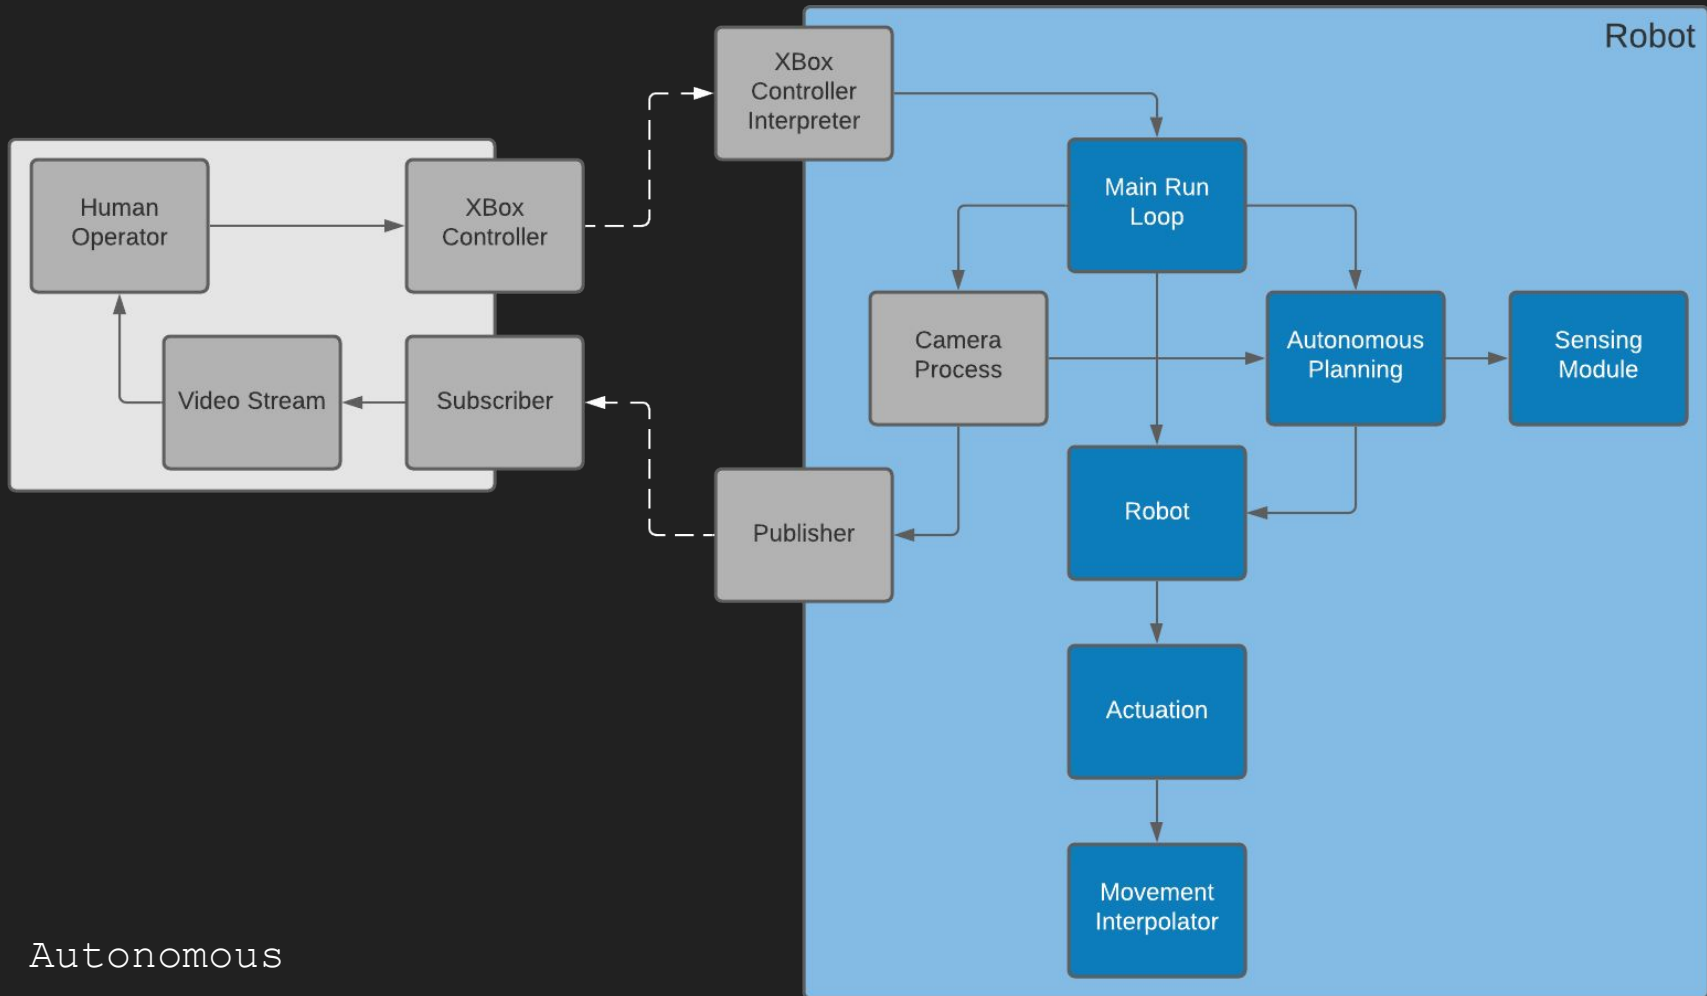 Robot
XBox
Controller
Interpreter
Human
Operator
XBox
Controller
Main Run
Loop
Video Stream
Subscriber
Camera
Process
Autonomous
Planning
Sensing
Module
Publisher
Robot
Actuation
Movement
Interpolator
Autonomous